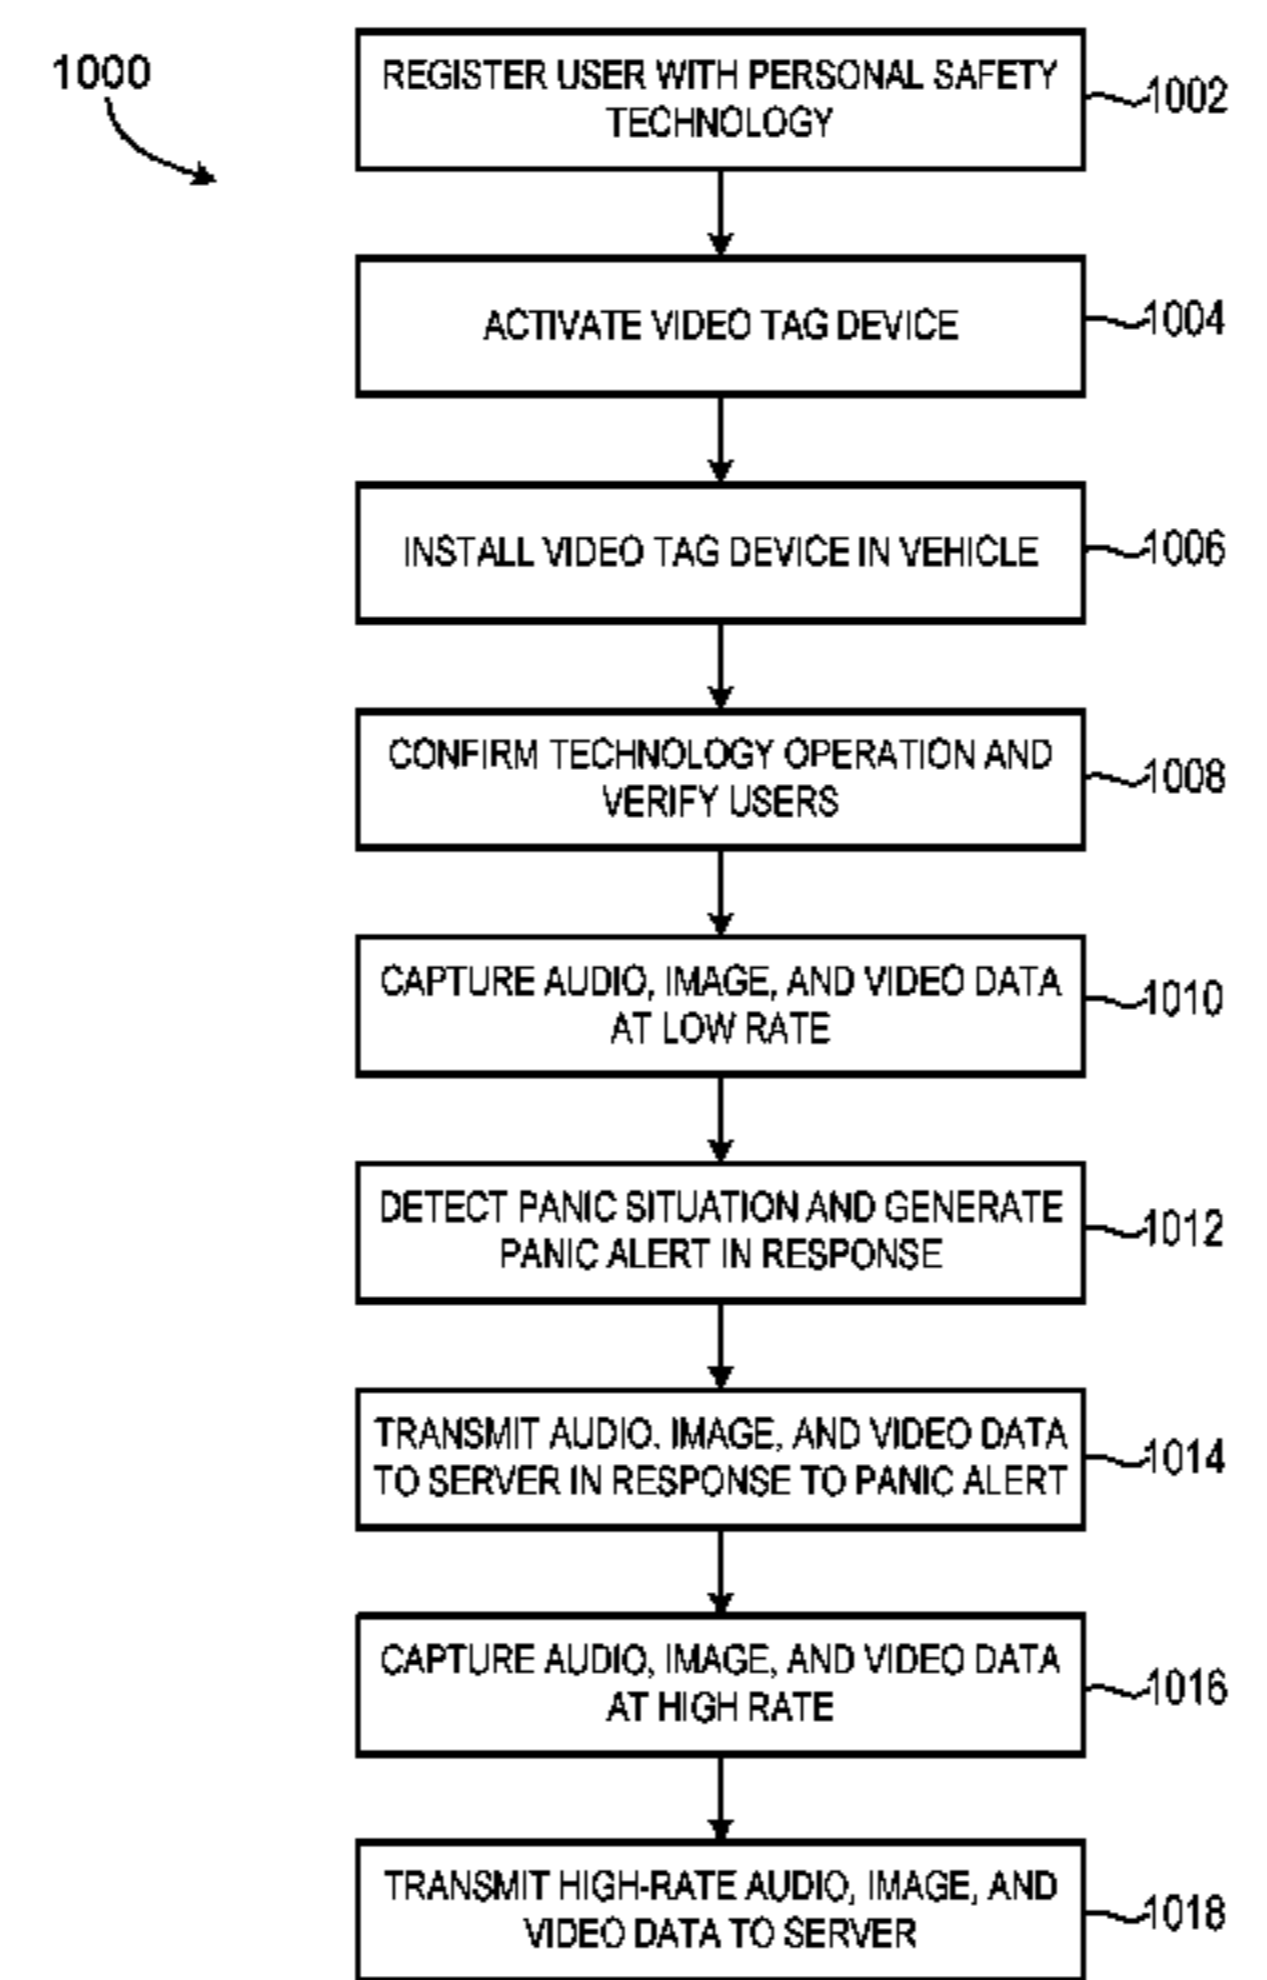 1000
REGISTER USER WITH PERSONAL SAFETY
TECHNOLOGY
1002
ACTIVATE VIDEO TAG DEVICE
1004
INSTALL VIDEO TAG DEVICE IN VEHICLE
1006
CONFIRM TECHNOLOGY OPERATION AND
VERIFY USERS
1008
CAPTURE AUDIO, IMAGE, AND VIDEO DATA
AT LOW RATE
1010
DETECT PANIC SITUATION AND GENERATE
PANIC ALERT IN RESPONSE
1012
TRANSMIT AUDIO. IMAGE, AND VIDEO DATA
TO SERVER IN RESPONSE TO PANIC ALERT
1014
CAPTURE AUDIO, IMAGE, AND VIDEO DATA
AT HIGH RATE
1016
TRANSMIT HIGH-RATE AUDIO, IMAGE, AND
VIDEO DATA TO SERVER
1018